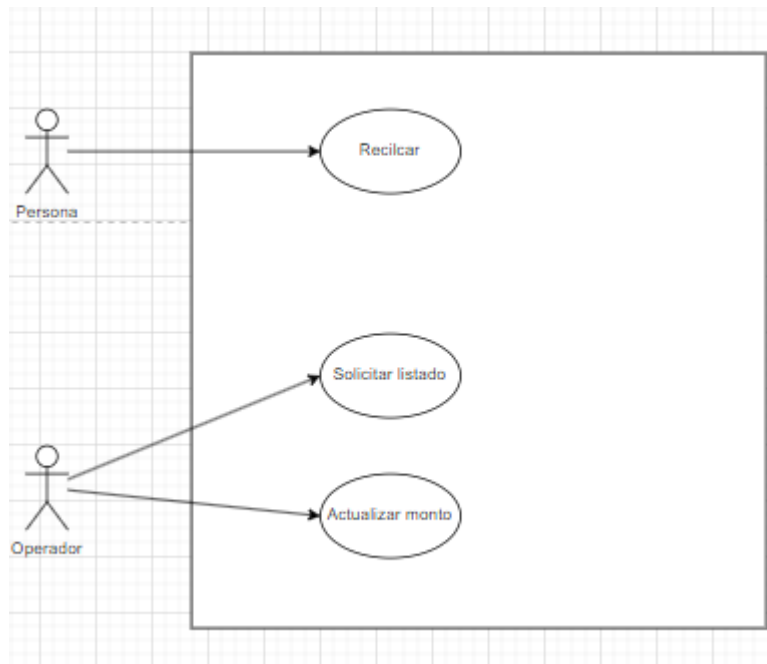 Recilcar
Persona
Solicitar listado
Actualizar monto
Operador